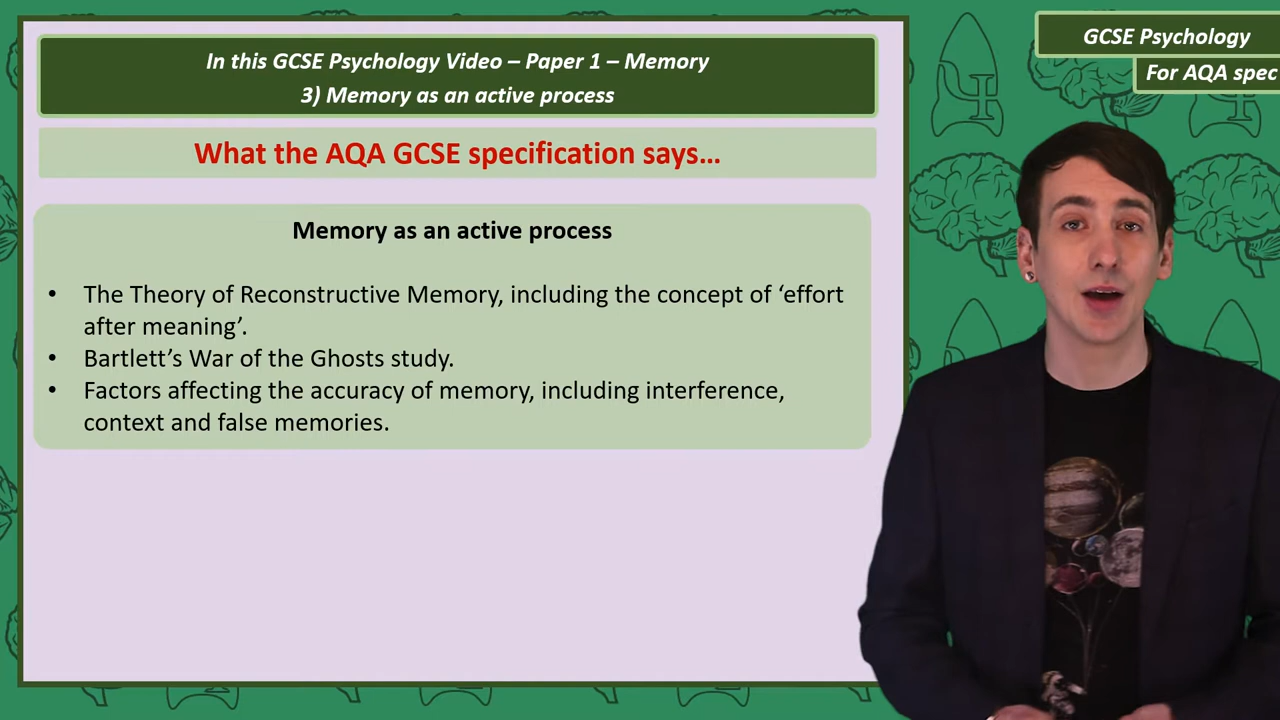 In this GCSE Psychology Video – Paper 1 – Memory
3) Memory as an active process
What the AQA GCSE specification says...
Memory as an active process
• The Theory of Reconstructive Memory, including the concept of ‘effort
after meaning’.
• Bartlett’s War of the Ghosts study.
• Factors affecting the accuracy of memory, including interference,
context and false memories.
GCSE Psychology
For AQA spec